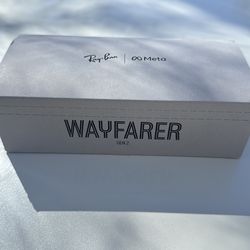 Ray-Ban | Meta
WAYFARER
GEN 2